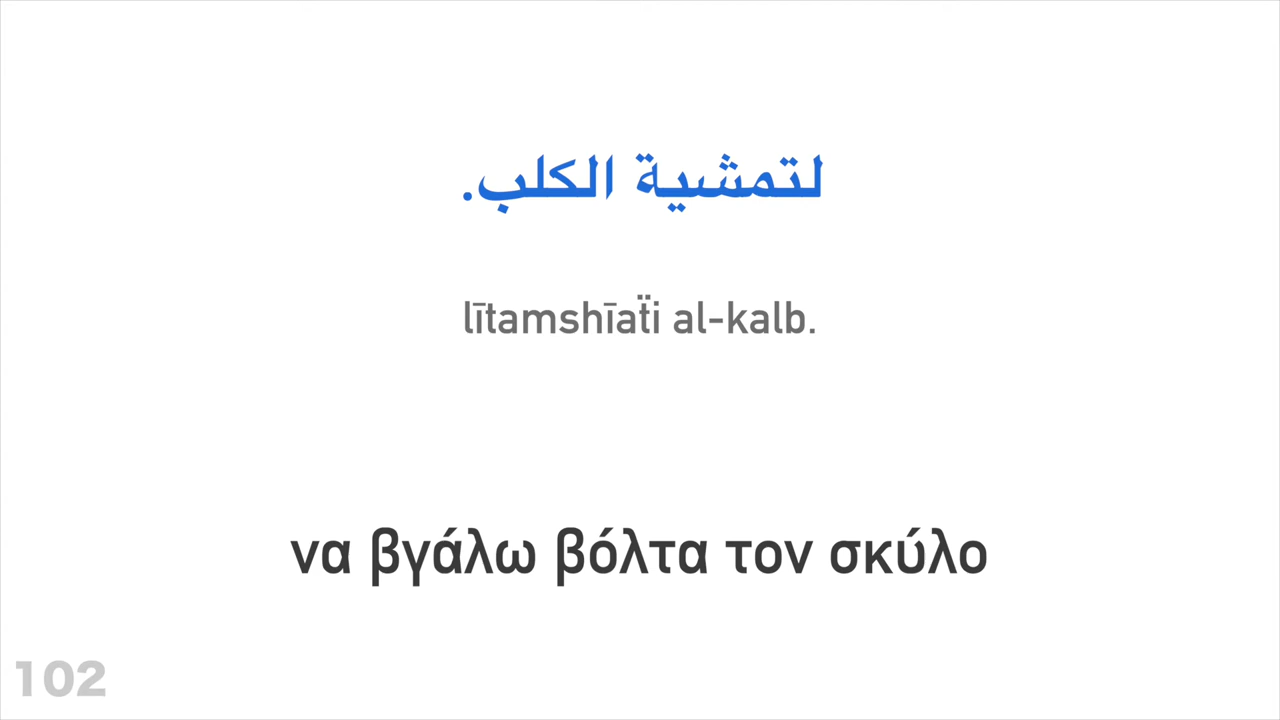 لتمشية الكلب.
lītamshīaẗi al-kalb.
να βγάλω βόλτα τον σκύλο
102